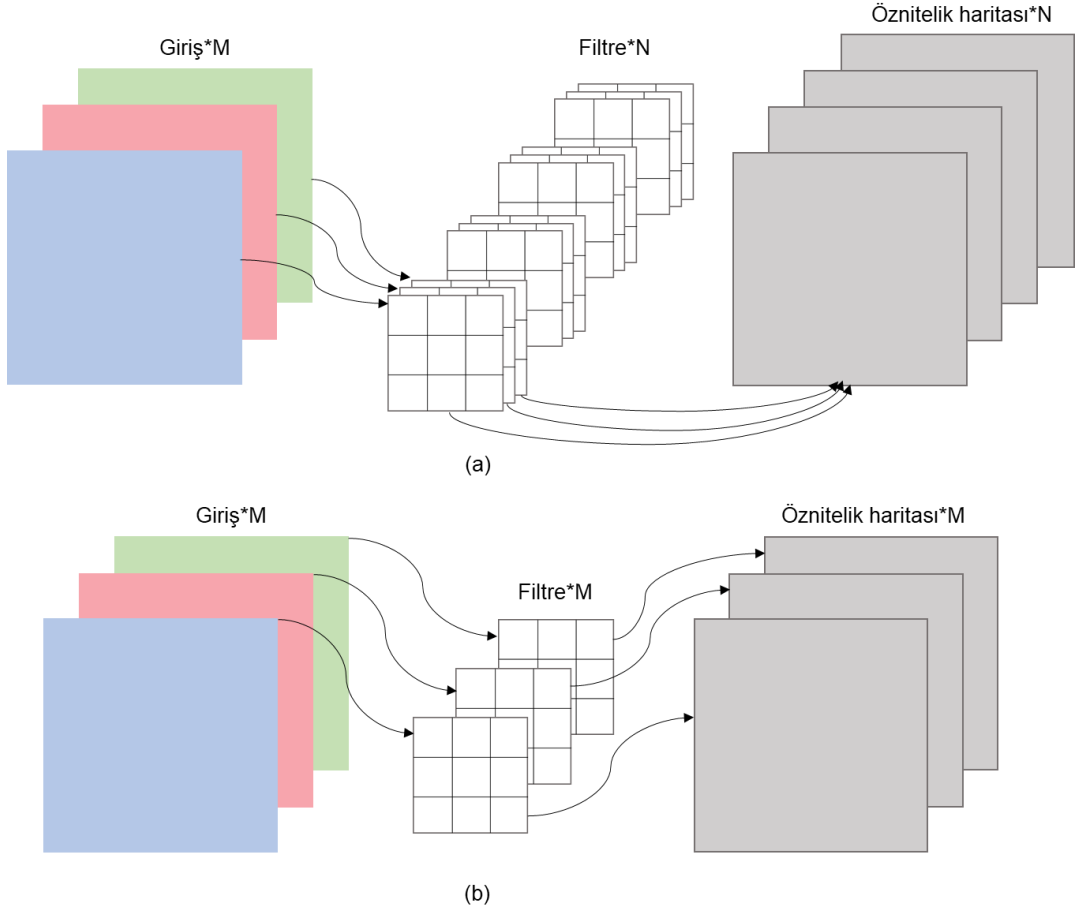 Giriş*M
Filtre*N
Öznitelik haritası*N
(a)
Giriş*M
Filtre*M
Öznitelik haritası*M
(b)